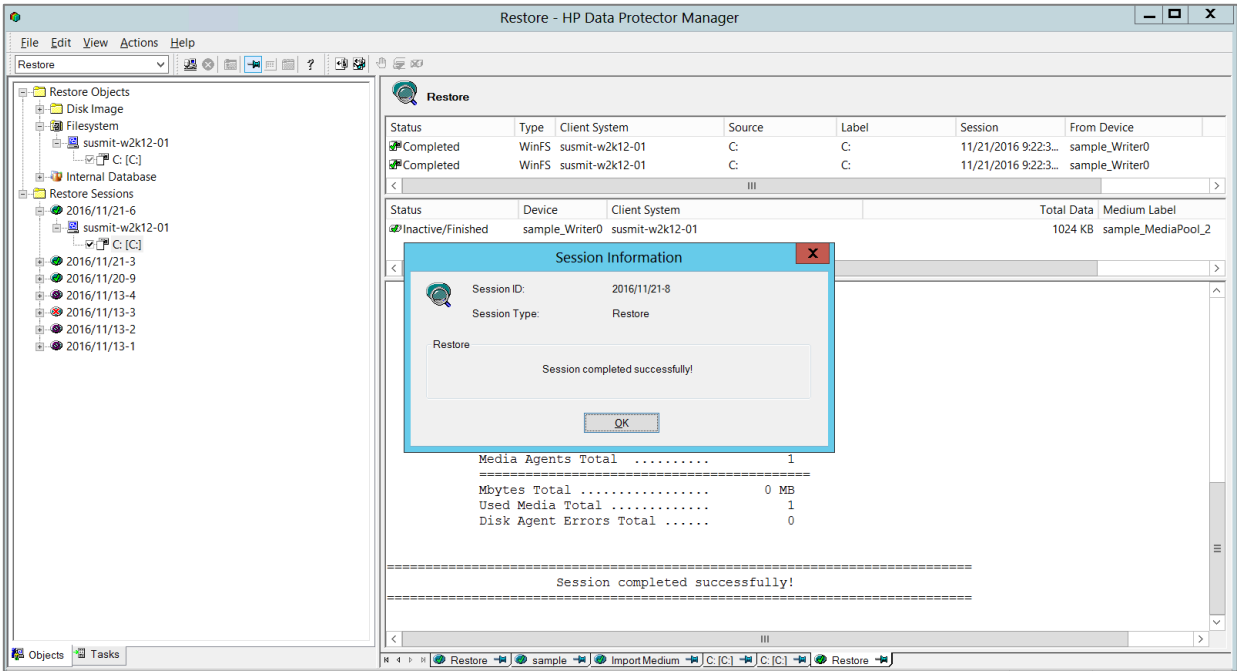 Restore - HP Data Protector Manager
File Edit View Actions Help
Restore
Restore Objects
Disk Image
Filesystem
susmit-w2k12-01
C: [C:]
Internal Database
Restore Sessions
2016/11/21-6
susmit-w2k12-01
C: [C:]
2016/11/21-3
2016/11/20-9
2016/11/13-4
2016/11/13-3
2016/11/13-2
2016/11/13-1
Objects Tasks
Restore
Status Type Client System Source Label Session From Device
Completed WinFS susmit-w2k12-01 C: C: 11/21/2016 9:22:3... sample_Writer0
Completed WinFS susmit-w2k12-01 C: C: 11/21/2016 9:22:3... sample_Writer0
Status Device Client System Total Data Medium Label
Inactive/Finished sample_Writer0 susmit-w2k12-01 1024 KB sample_MediaPool_2
Session Information
Session ID: 2016/11/21-8
Session Type: Restore
Restore
Session completed successfully!
OK
Media Agents Total .......... 1
==========================================
Mbytes Total ................. 0 MB
Used Media Total ............. 1
Disk Agent Errors Total ...... 0
============================================================================
Session completed successfully!
============================================================================
Restore sample Import Medium C: [C:] C: [C:] Restore